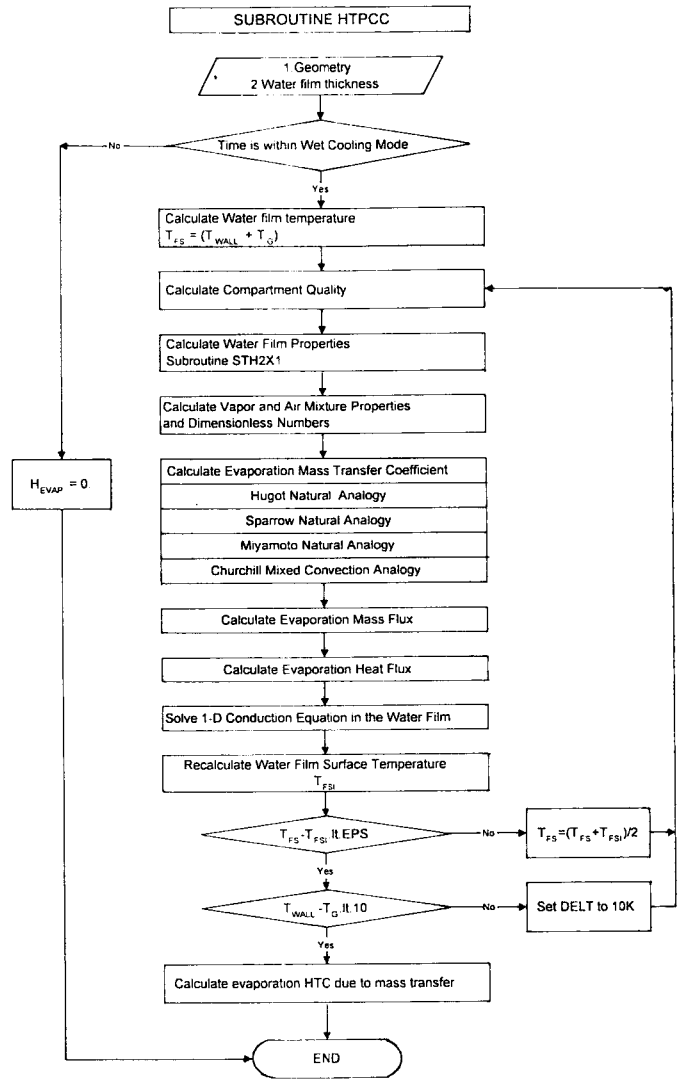 SUBROUTINE HTPCC
1.Geometry
2 Water film thickness
Time is within Wet Cooling Mode
No
Yes
Calculate Water film temperature
T_FS = (T_WALL + T_G)
Calculate Compartment Quality
Calculate Water Film Properties
Subroutine STH2X1
Calculate Vapor and Air Mixture Properties
and Dimensionless Numbers
H_EVAP = 0.
Calculate Evaporation Mass Transfer Coefficient
Hugot Natural Analogy
Sparrow Natural Analogy
Miyamoto Natural Analogy
Churchill Mixed Convection Analogy
Calculate Evaporation Mass Flux
Calculate Evaporation Heat Flux
Solve 1-D Conduction Equation in the Water Film
Recalculate Water Film Surface Temperature
T_FSI
T_FS-T_FSI.lt.EPS
No
T_FS=(T_FS+T_FSI)/2
Yes
T_WALL-T_G.lt.10
No
Set DELT to 10K
Yes
Calculate evaporation HTC due to mass transfer
END